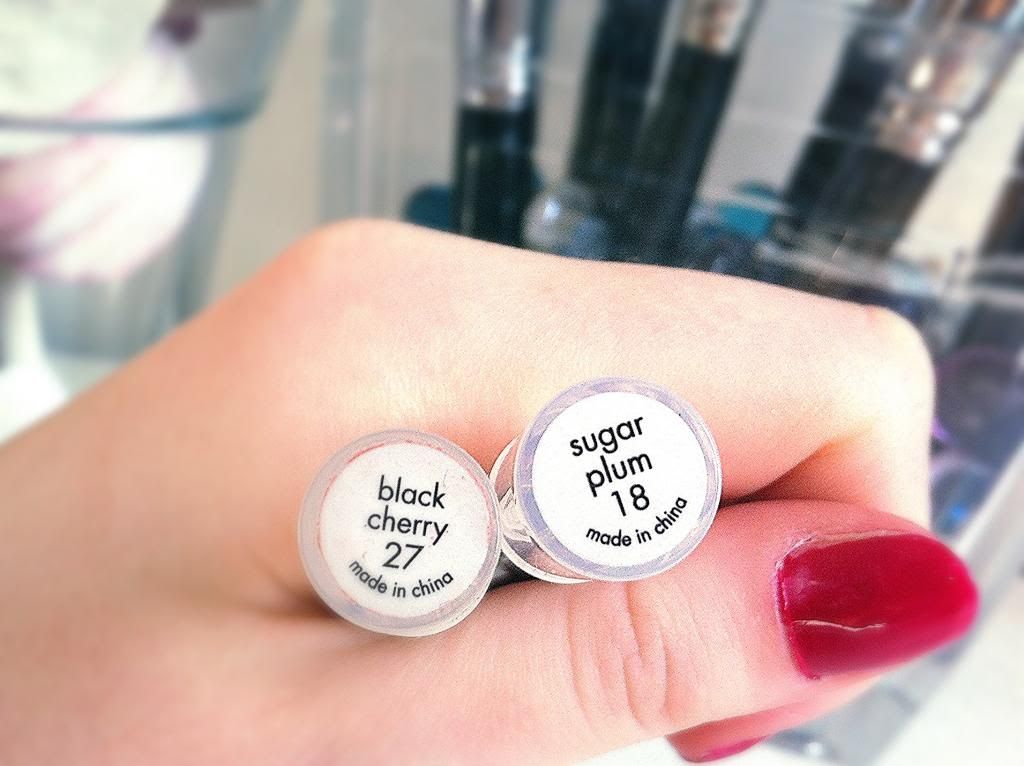 black
cherry
27
made in china
sugar
plum
18
made in china